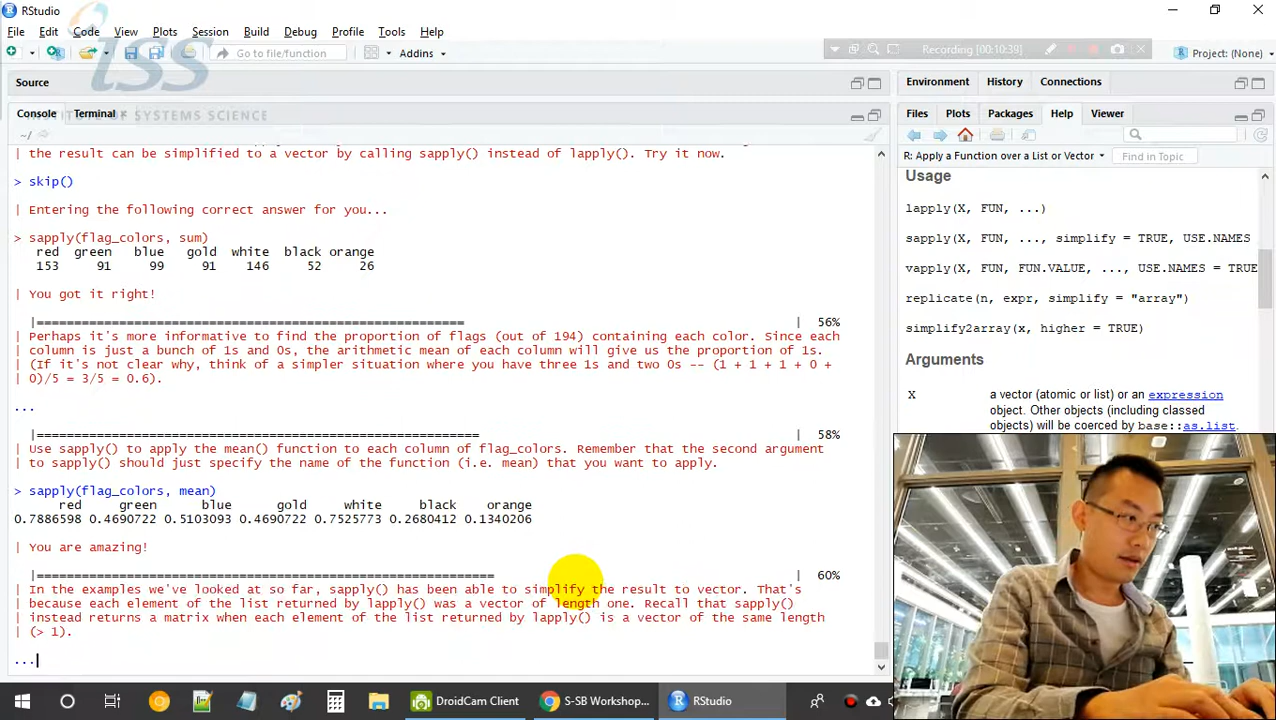 RStudio
File Edit Code View Plots Session Build Debug Profile Tools Help
Go to file/function
Addins
Recording [00:10:39]
Project: (None)
iss
INSTITUTE OF SYSTEMS SCIENCE
Source
Console Terminal
~/
| the result can be simplified to a vector by calling sapply() instead of lapply(). Try it now.
> skip()
| Entering the following correct answer for you...
> sapply(flag_colors, sum)
red green blue gold white black orange
153 91 99 91 146 52 26
| You got it right!
|============================================== | 56%
| Perhaps it's more informative to find the proportion of flags (out of 194) containing each color. Since each
| column is just a bunch of 1s and 0s, the arithmetic mean of each column will give us the proportion of 1s.
| (If it's not clear why, think of a simpler situation where you have three 1s and two 0s -- (1 + 1 + 1 + 0 +
| 0)/5 = 3/5 = 0.6).
...
|================================================ | 58%
| Use sapply() to apply the mean() function to each column of flag_colors. Remember that the second argument
| to sapply() should just specify the name of the function (i.e. mean) that you want to apply.
> sapply(flag_colors, mean)
red green blue gold white black orange
0.7886598 0.4690722 0.5103093 0.4690722 0.7525773 0.2680412 0.1340206
| You are amazing!
|================================================= | 60%
| In the examples we've looked at so far, sapply() has been able to simplify the result to vector. That's
| because each element of the list returned by lapply() was a vector of length one. Recall that sapply()
| instead returns a matrix when each element of the list returned by lapply() is a vector of the same length
| (> 1).
...
Environment History Connections
Files Plots Packages Help Viewer
R: Apply a Function over a List or Vector
Find in Topic
Usage
lapply(X, FUN, ...)
sapply(X, FUN, ..., simplify = TRUE, USE.NAMES
vapply(X, FUN, FUN.VALUE, ..., USE.NAMES = TRUE
replicate(n, expr, simplify = "array")
simplify2array(x, higher = TRUE)
Arguments
X a vector (atomic or list) or an expression
object. Other objects (including classed
objects) will be coerced by base::as.list.
DroidCam Client
S-SB Workshop...
RStudio